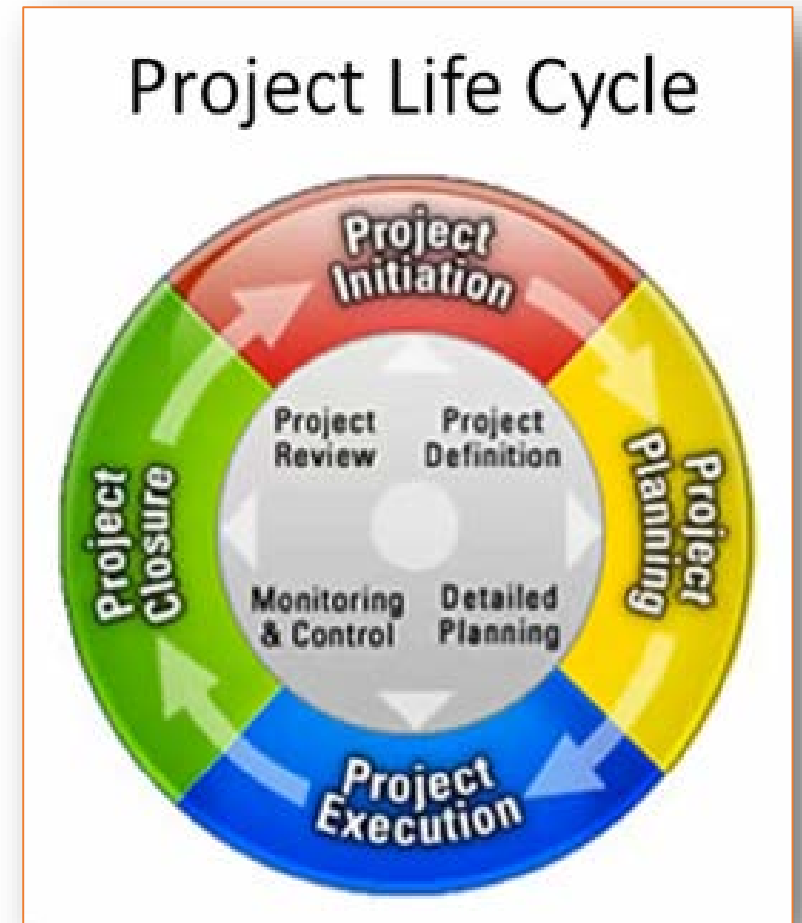 Project Life Cycle
Project
Initiation
Project
Planning
Project
Execution
Project
Closure
Project
Review
Project
Definition
Monitoring
& Control
Detailed
Planning